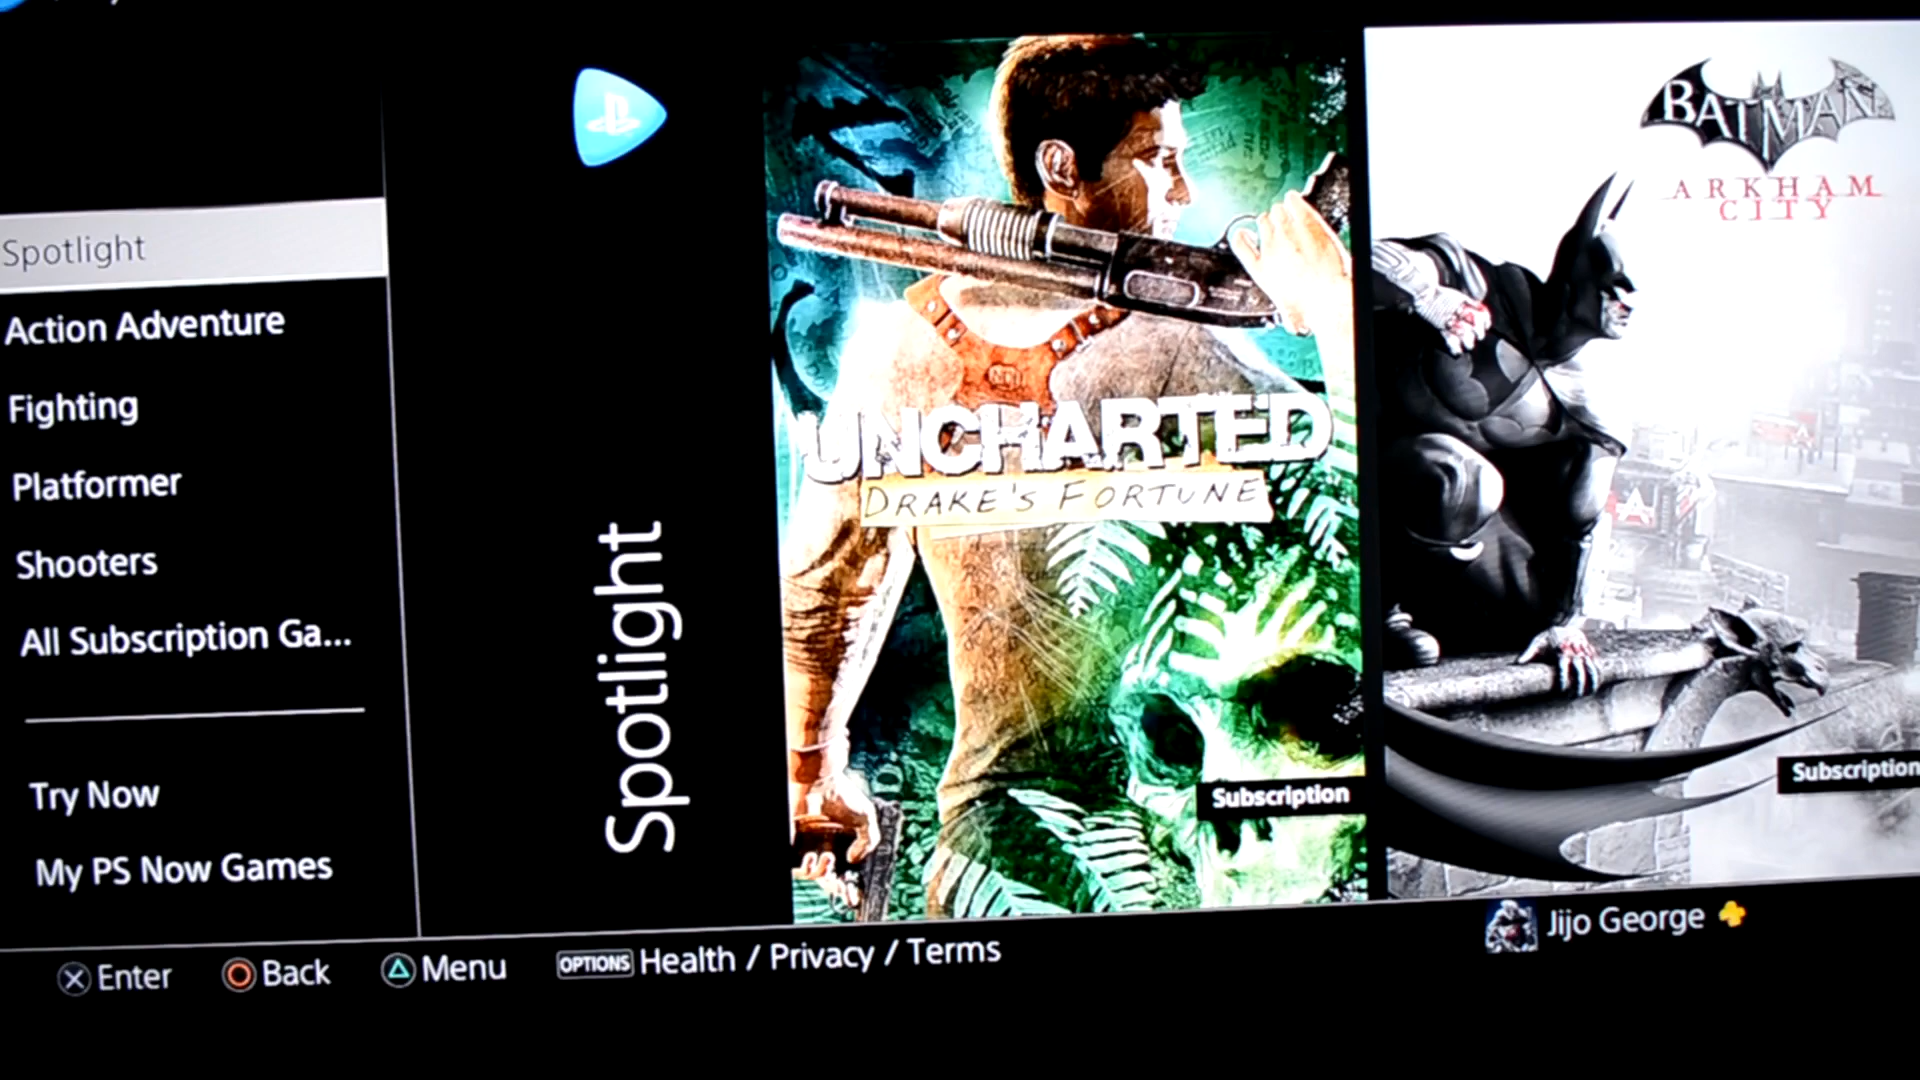 Spotlight
Action Adventure
Fighting
Platformer
Shooters
All Subscription Ga...
Try Now
My PS Now Games
Spotlight
UNCHARTED
DRAKE'S FORTUNE
Subscription
BATMAN
ARKHAM
CITY
Subscription
Jijo George
Enter
Back
Menu
OPTIONS Health / Privacy / Terms